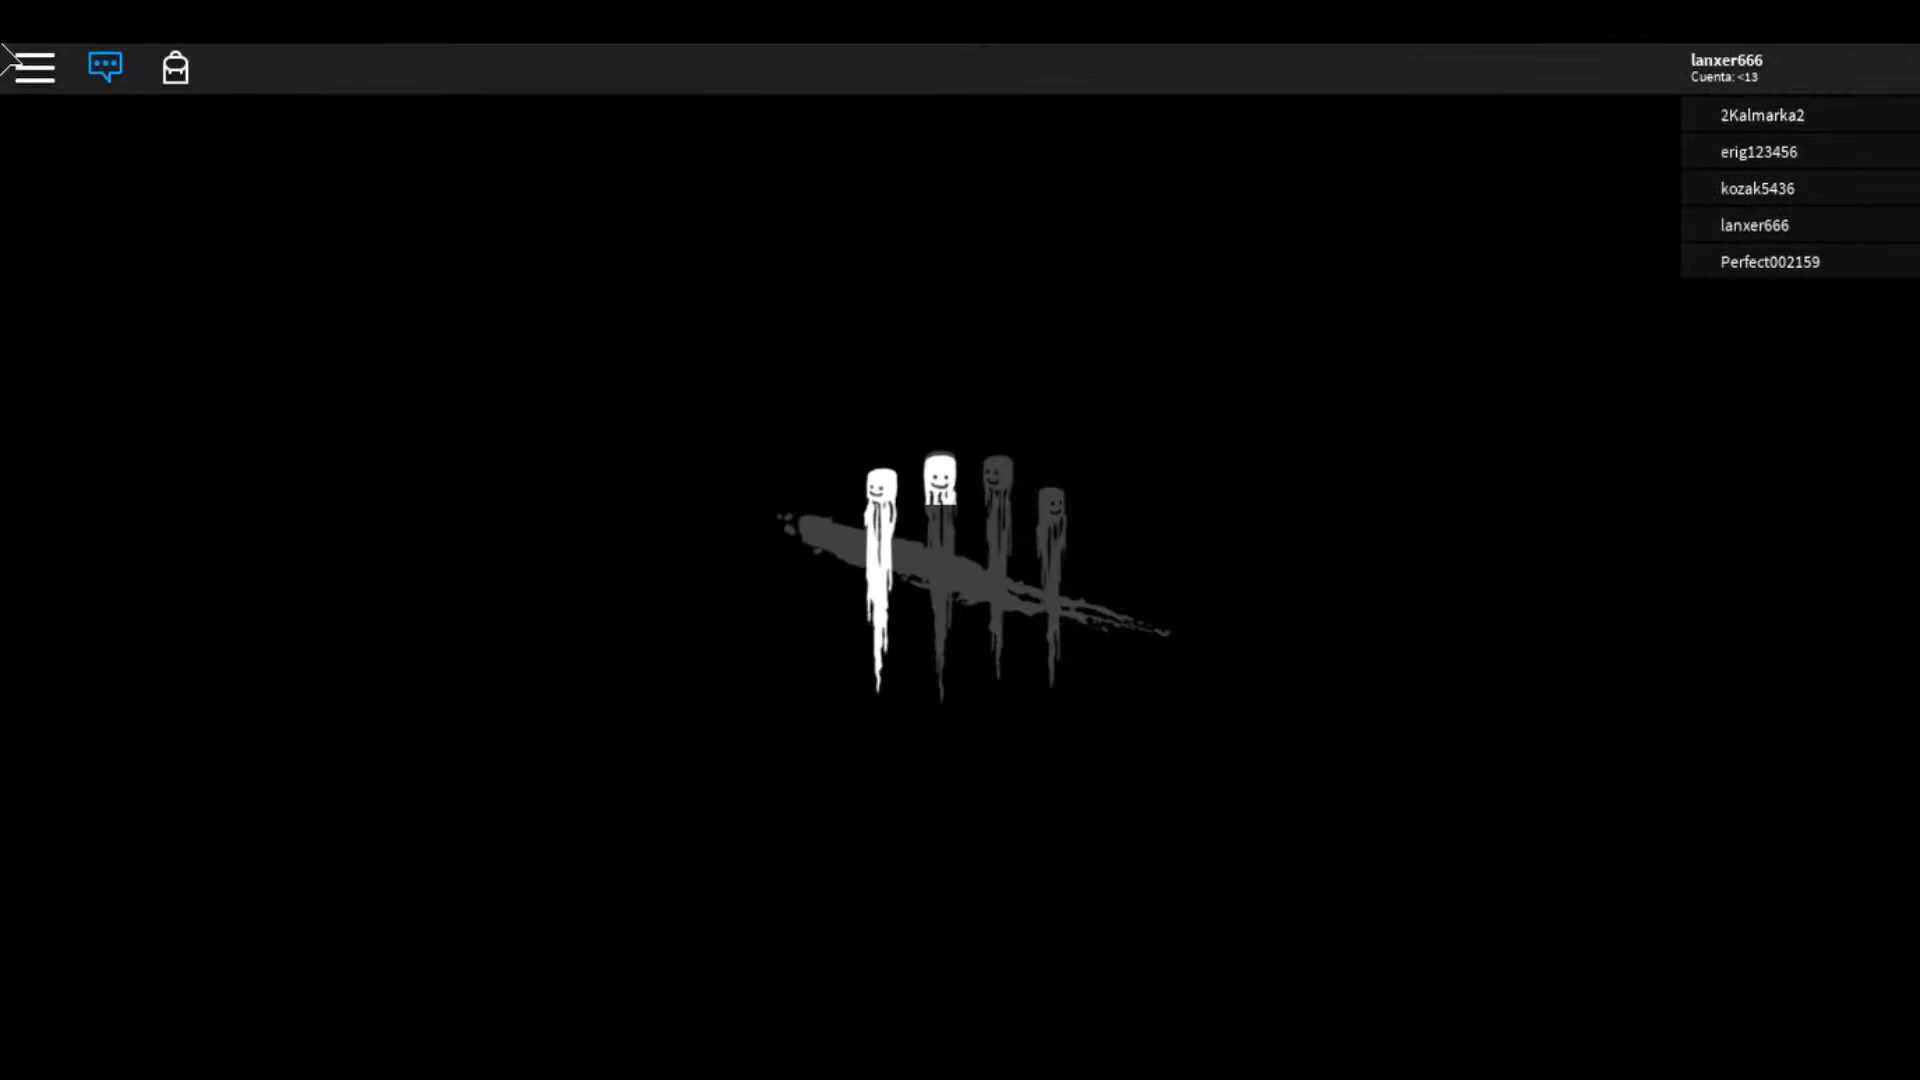 lanxer666
Cuenta: <13
2Kalmarka2
erig123456
kozak5436
lanxer666
Perfect002159